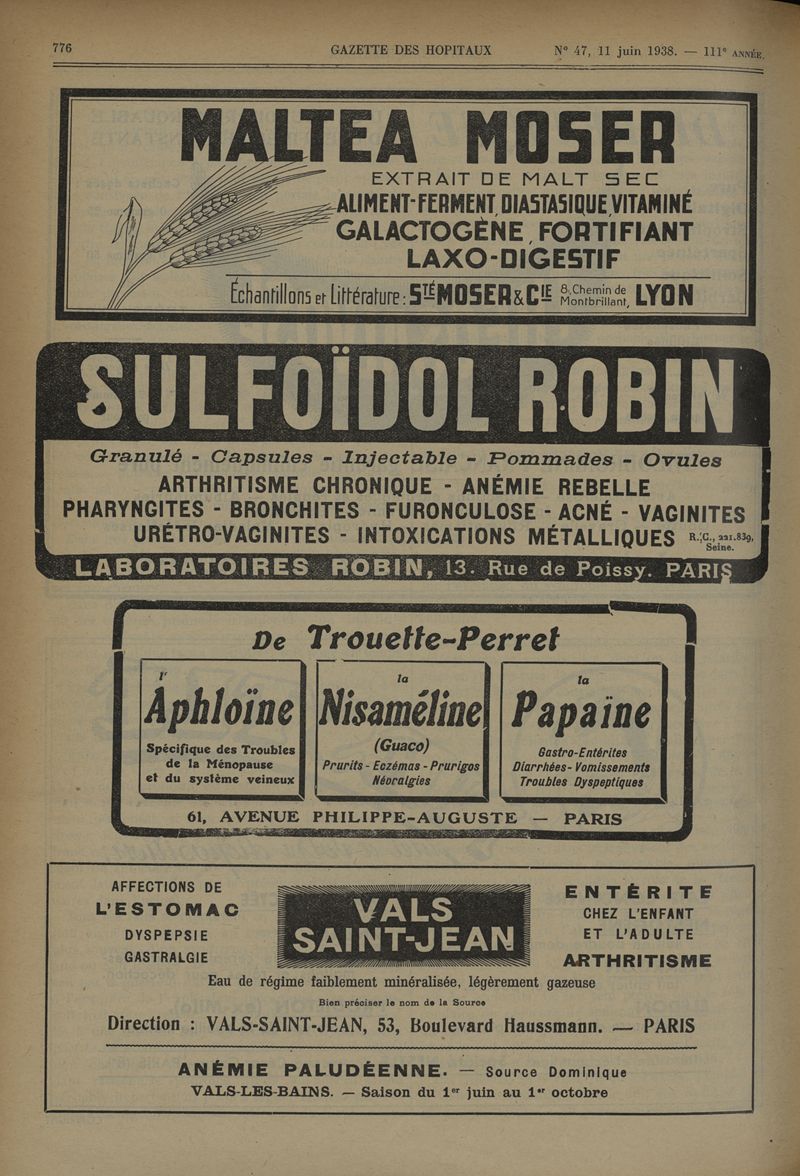 776
GAZETTE DES HOPITAUX
N° 47, 11 juin 1938. — 111e ANNÉE.
MALTEA MOSER
EXTRAIT DE MALT SEC
ALIMENT-FERMENT, DIASTASIQUE, VITAMINÉ
GALACTOGÈNE, FORTIFIANT
LAXO-DIGESTIF
Échantillons et Littérature : STÉ MOSER & CIE 8, Chemin de Montbrillant, LYON
SULFOÏDOL ROBIN
Granulé - Capsules - Injectable - Pommades - Ovules
ARTHRITISME CHRONIQUE - ANÉMIE REBELLE
PHARYNGITES - BRONCHITES - FURONCULOSE - ACNÉ - VAGINITES
URÉTRO-VAGINITES - INTOXICATIONS MÉTALLIQUES R.C., 221.839, Seine.
LABORATOIRES ROBIN, 13. Rue de Poissy. PARIS
De Trouette-Perret
l'
Aphloïne
Spécifique des Troubles
de la Ménopause
et du système veineux
la
Nisaméline
(Guaco)
Prurits - Eczémas - Prurigos
Névralgies
la
Papaïne
Gastro-Entérites
Diarrhées - Vomissements
Troubles Dyspeptiques
61, AVENUE PHILIPPE-AUGUSTE — PARIS
AFFECTIONS DE
L'ESTOMAC
DYSPEPSIE
GASTRALGIE
VALS
SAINT-JEAN
ENTÉRITE
CHEZ L'ENFANT
ET L'ADULTE
ARTHRITISME
Eau de régime faiblement minéralisée, légèrement gazeuse
Bien préciser le nom de la Source
Direction : VALS-SAINT-JEAN, 53, Boulevard Haussmann. — PARIS
ANÉMIE PALUDÉENNE. — Source Dominique
VALS-LES-BAINS. — Saison du 1er juin au 1er octobre